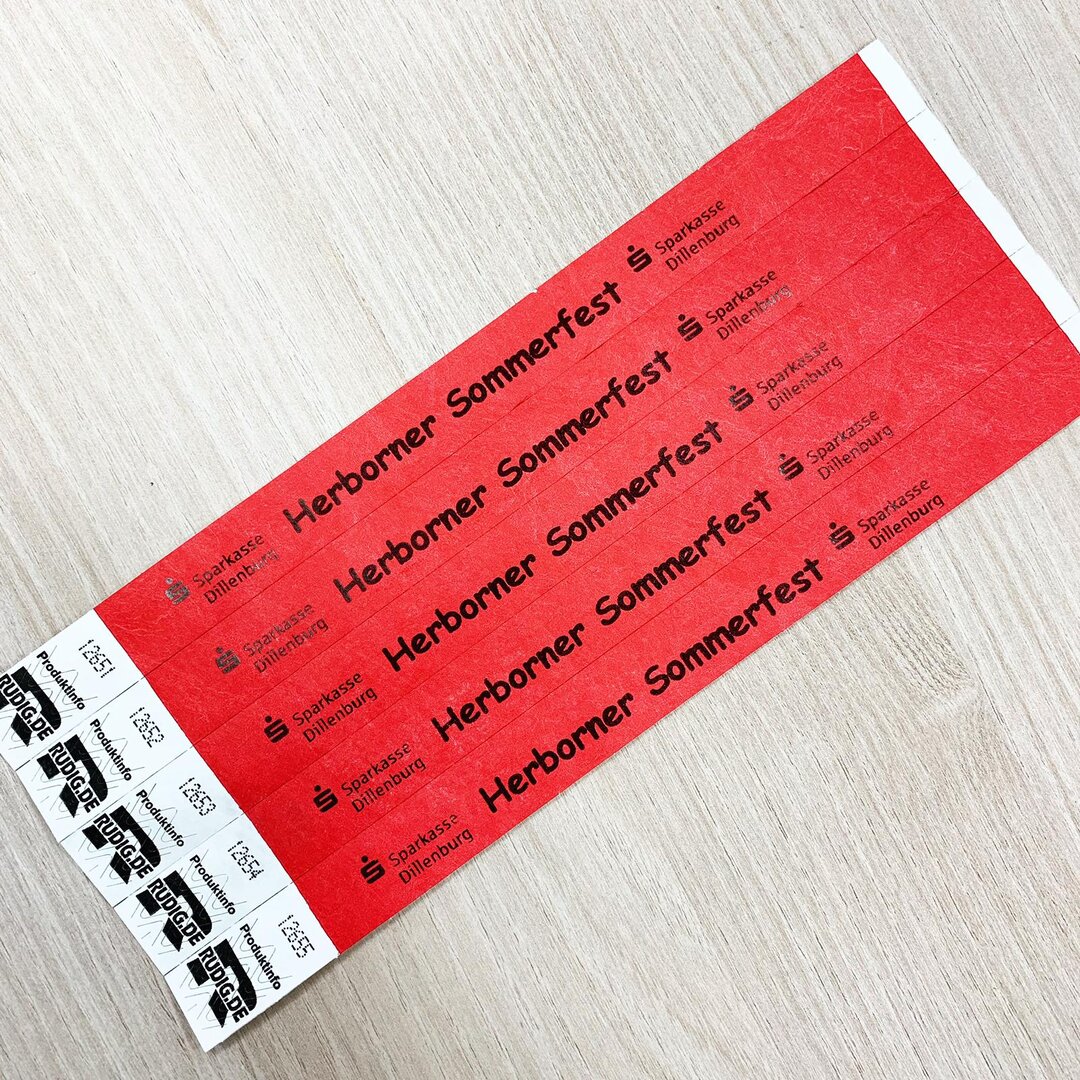 12651
Produktinfo
RUDIG.DE
Sparkasse
Dillenburg
Herborner Sommerfest
Sparkasse
Dillenburg
12652
Produktinfo
RUDIG.DE
Sparkasse
Dillenburg
Herborner Sommerfest
Sparkasse
Dillenburg
12653
Produktinfo
RUDIG.DE
Sparkasse
Dillenburg
Herborner Sommerfest
Sparkasse
Dillenburg
12654
Produktinfo
RUDIG.DE
Sparkasse
Dillenburg
Herborner Sommerfest
Sparkasse
Dillenburg
12655
Produktinfo
RUDIG.DE
Sparkasse
Dillenburg
Herborner Sommerfest
Sparkasse
Dillenburg